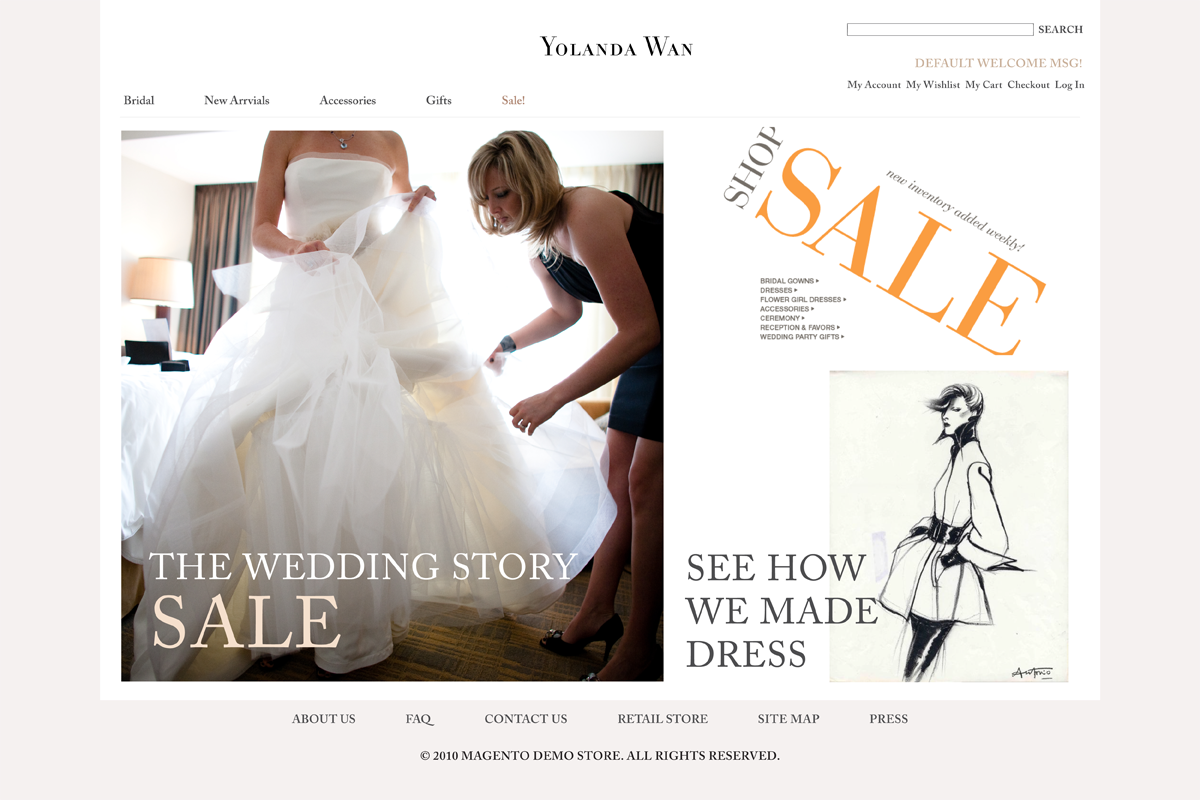 Yolanda Wan
SEARCH
DEFAULT WELCOME MSG!
My Account My Wishlist My Cart Checkout Log In
Bridal New Arrvials Accessories Gifts Sale!
SHOP
SALE
new inventory added weekly!
BRIDAL GOWNS
DRESSES
FLOWER GIRL DRESSES
ACCESSORIES
CEREMONY
RECEPTION & FAVORS
WEDDING PARTY GIFTS
THE WEDDING STORY
SALE
SEE HOW
WE MADE
DRESS
Antonio
ABOUT US FAQ CONTACT US RETAIL STORE SITE MAP PRESS
© 2010 MAGENTO DEMO STORE. ALL RIGHTS RESERVED.